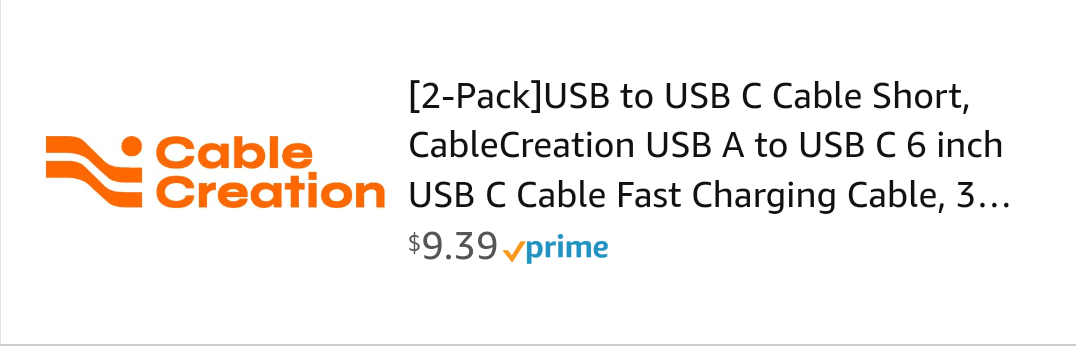 Cable
Creation
[2-Pack]USB to USB C Cable Short,
CableCreation USB A to USB C 6 inch
USB C Cable Fast Charging Cable, 3...
$9.39 prime